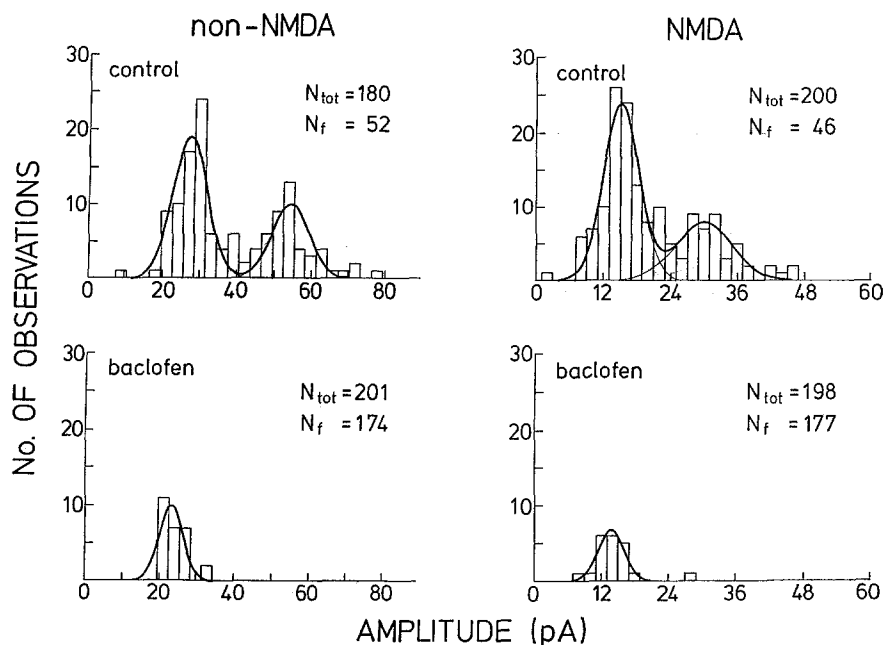 non-NMDA
NMDA
No. OF OBSERVATIONS
30
20
10
control
N_tot = 180
N_f = 52
0 20 40 60 80
30
20
10
control
N_tot = 200
N_f = 46
0 12 24 36 48 60
30
20
10
baclofen
N_tot = 201
N_f = 174
0 20 40 60 80
30
20
10
baclofen
N_tot = 198
N_f = 177
0 12 24 36 48 60
AMPLITUDE (pA)